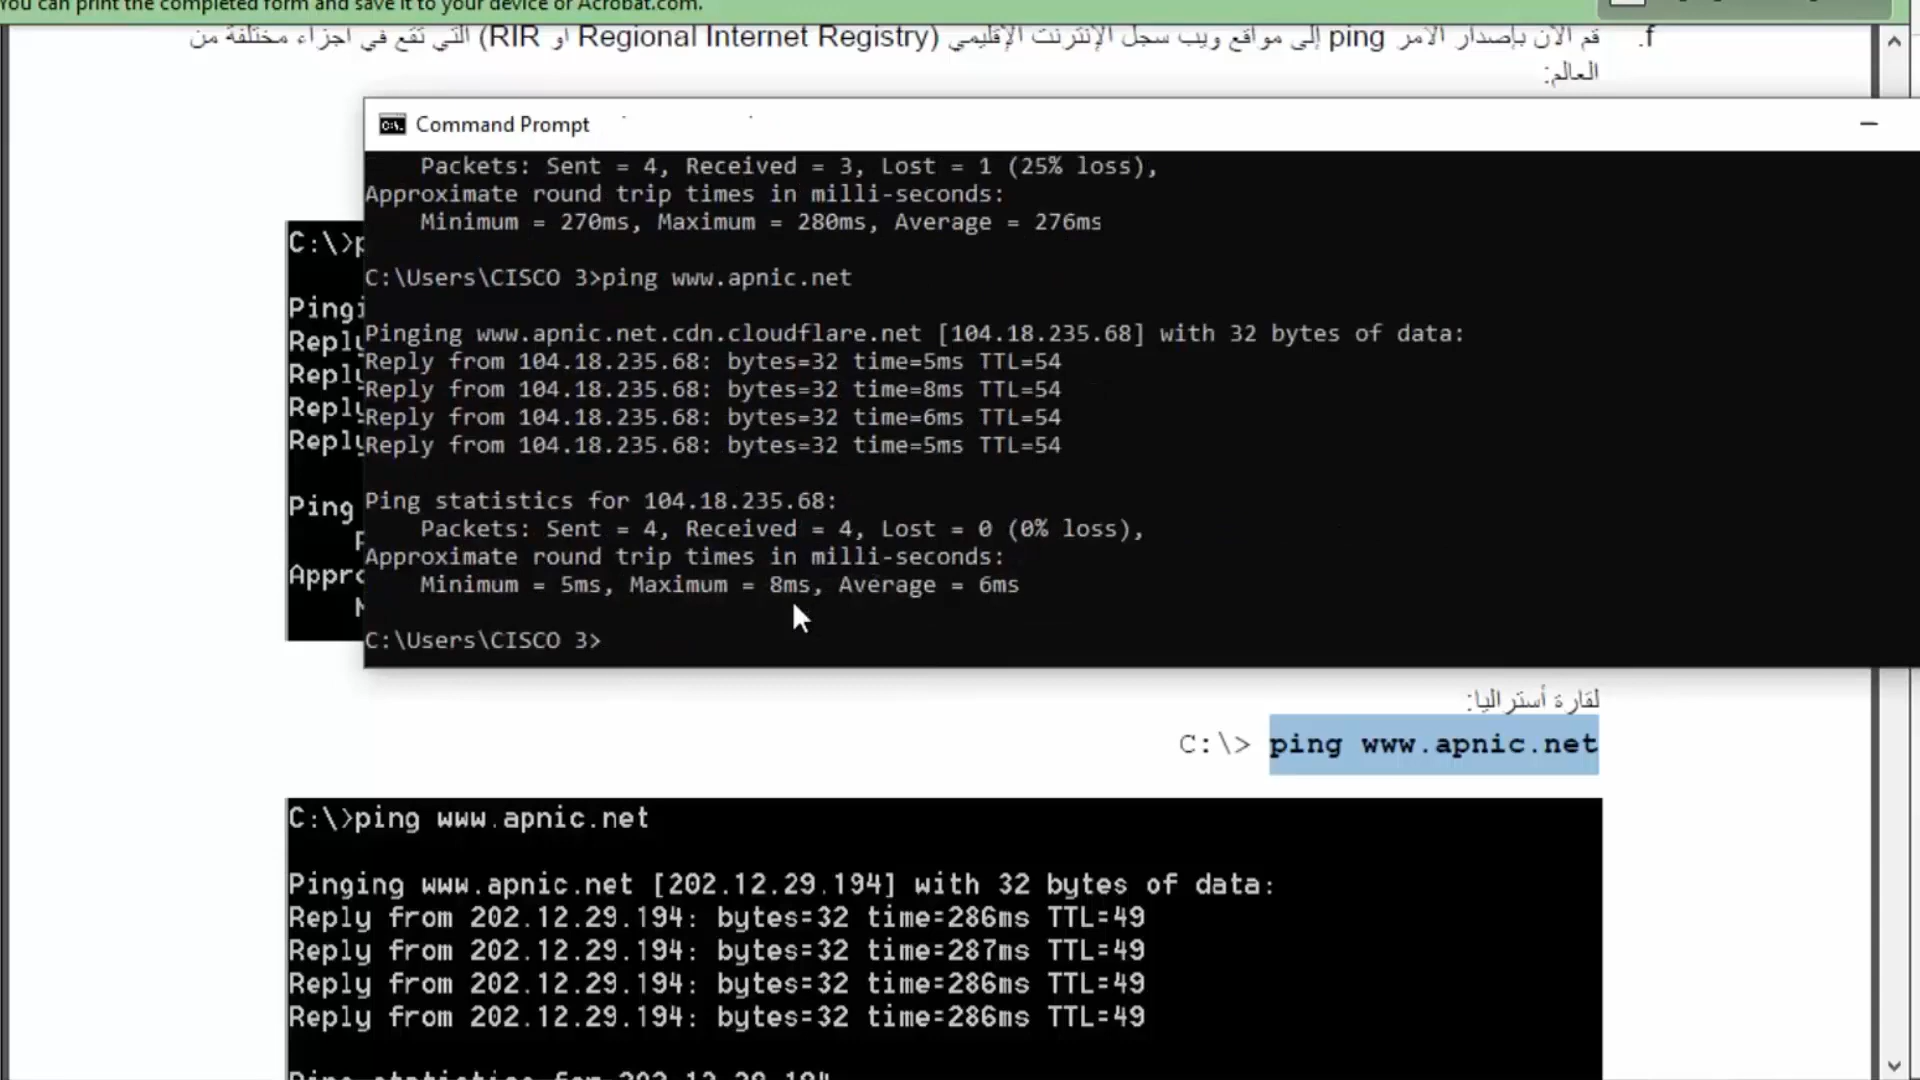 You can print the completed form and save it to your device or Acrobat.com.
f. قم الآن بإصدار الأمر ping إلى مواقع ويب سجل الإنترنت الإقليمي (Regional Internet Registry أو RIR) التي تقع في أجزاء مختلفة من
العالم:
Command Prompt
Packets: Sent = 4, Received = 3, Lost = 1 (25% loss),
Approximate round trip times in milli-seconds:
Minimum = 270ms, Maximum = 280ms, Average = 276ms
C:\Users\CISCO 3>ping www.apnic.net
Pinging www.apnic.net.cdn.cloudflare.net [104.18.235.68] with 32 bytes of data:
Reply from 104.18.235.68: bytes=32 time=5ms TTL=54
Reply from 104.18.235.68: bytes=32 time=8ms TTL=54
Reply from 104.18.235.68: bytes=32 time=6ms TTL=54
Reply from 104.18.235.68: bytes=32 time=5ms TTL=54
Ping statistics for 104.18.235.68:
Packets: Sent = 4, Received = 4, Lost = 0 (0% loss),
Approximate round trip times in milli-seconds:
Minimum = 5ms, Maximum = 8ms, Average = 6ms
C:\Users\CISCO 3>
C:\>
Ping
لقارة أستراليا:
C:\> ping www.apnic.net
C:\>ping www.apnic.net
Pinging www.apnic.net [202.12.29.194] with 32 bytes of data:
Reply from 202.12.29.194: bytes=32 time=286ms TTL=49
Reply from 202.12.29.194: bytes=32 time=287ms TTL=49
Reply from 202.12.29.194: bytes=32 time=286ms TTL=49
Reply from 202.12.29.194: bytes=32 time=286ms TTL=49
Ping statistics for 202.12.29.194